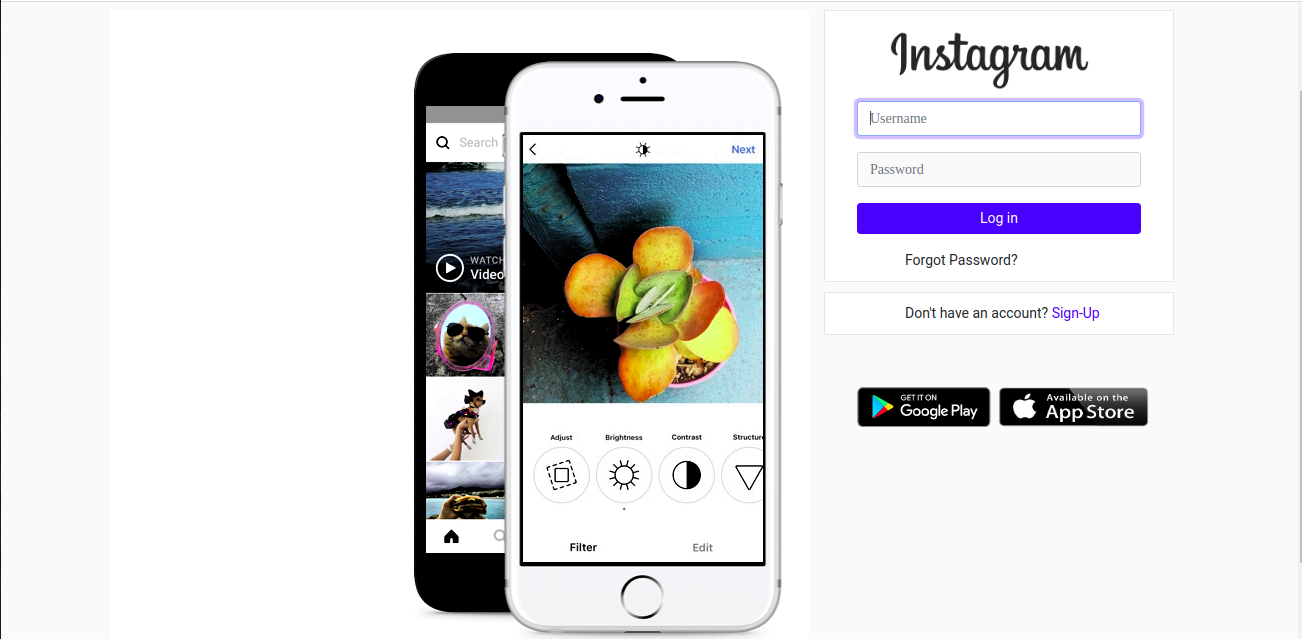 Search
WATCH
Video
Next
Adjust
Brightness
Contrast
Structur
Filter
Edit
Instagram
Username
Password
Log in
Forgot Password?
Don't have an account? Sign-Up
GET IT ON
Google Play
Available on the
App Store